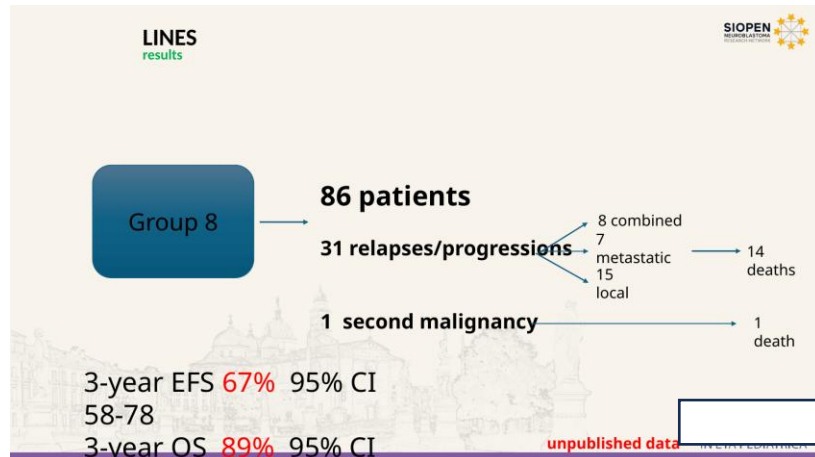 LINES
results
SIOPEN
NEUROBLASTOMA
RESEARCH NETWORK
Group 8
86 patients
31 relapses/progressions
8 combined
7
metastatic
15
local
14
deaths
1 second malignancy
1
death
3-year EFS 67% 95% CI
58-78
3-year OS 89% 95% CI
unpublished data